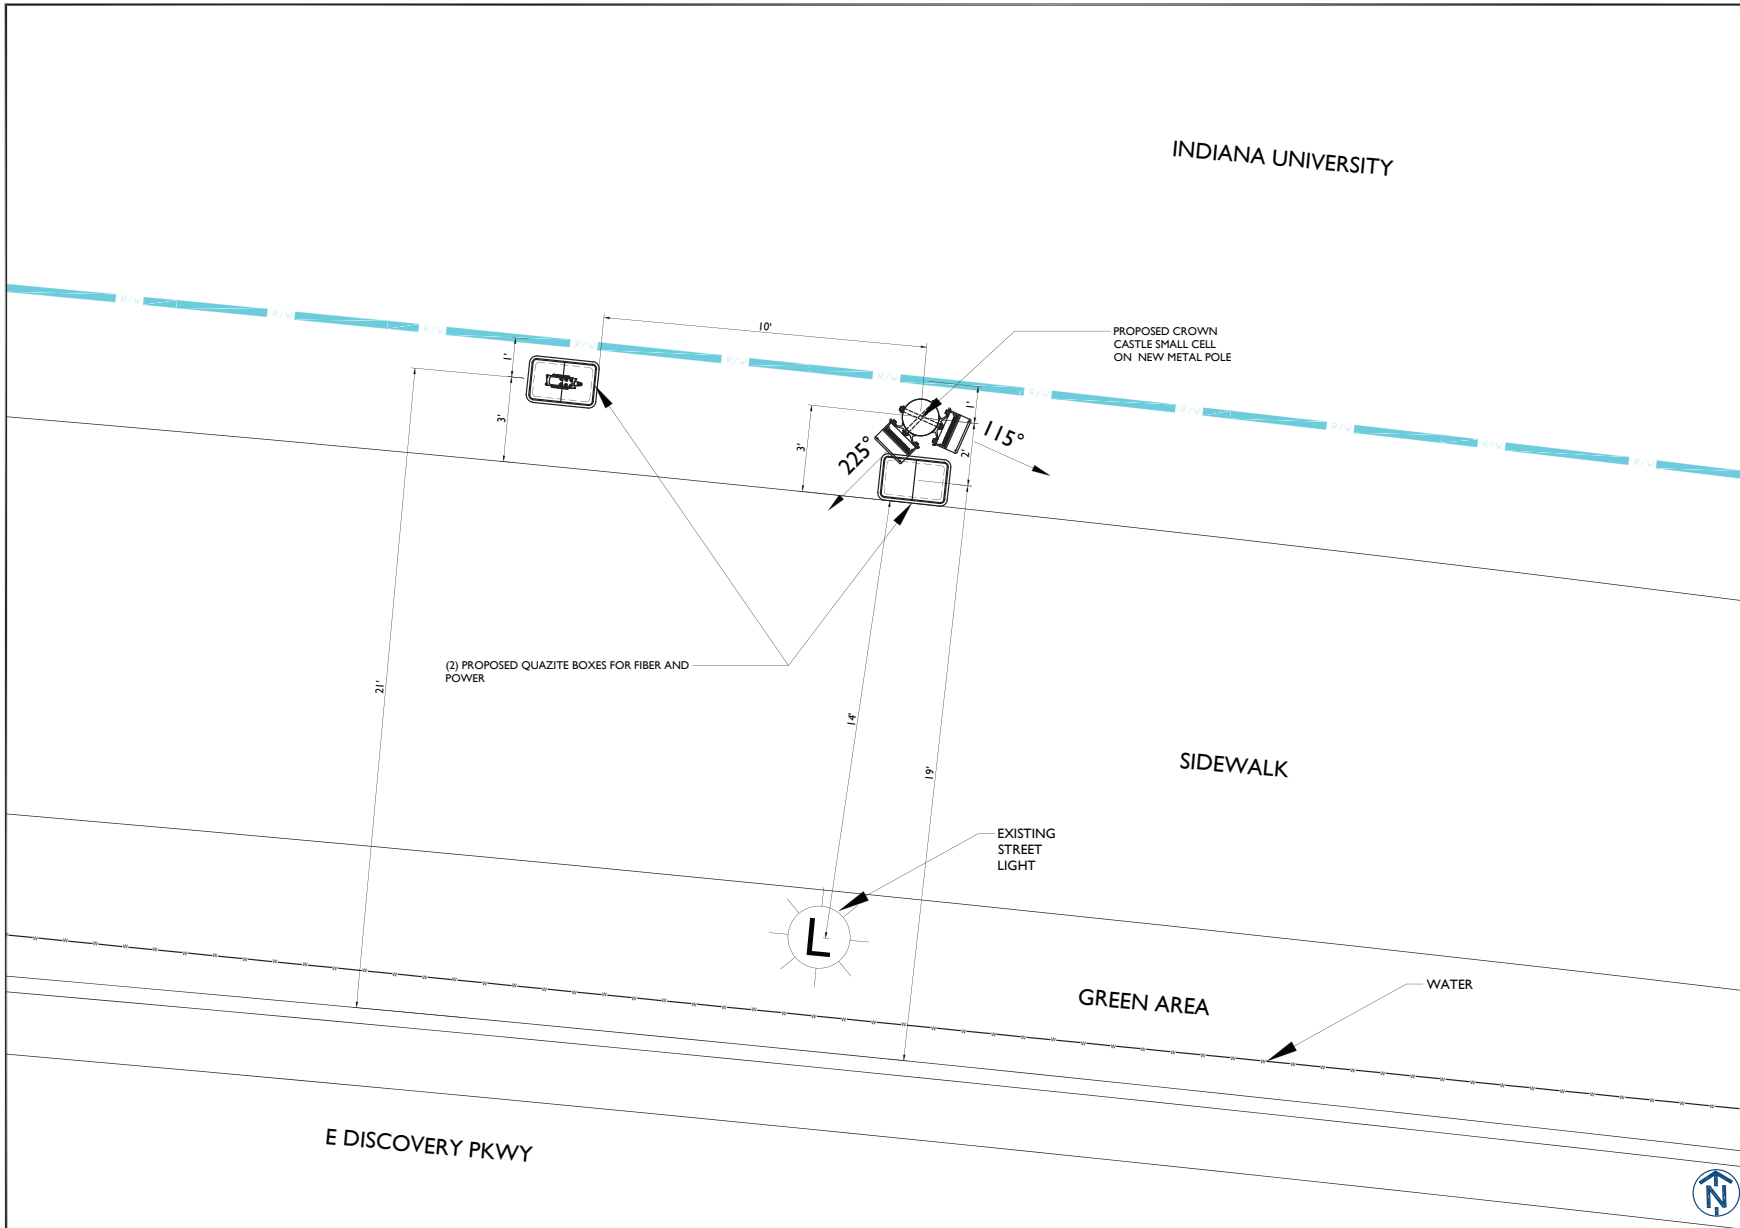 INDIANA UNIVERSITY
R/W
R/W
R/W
R/W
R/W
R/W
R/W
R/W
R/W
R/W
R/W
10'
1'
3'
PROPOSED CROWN
CASTLE SMALL CELL
ON NEW METAL POLE
1'
2'
3'
115°
225°
(2) PROPOSED QUAZITE BOXES FOR FIBER AND
POWER
21'
14'
19'
SIDEWALK
EXISTING
STREET
LIGHT
L
GREEN AREA
WATER
E DISCOVERY PKWY
N